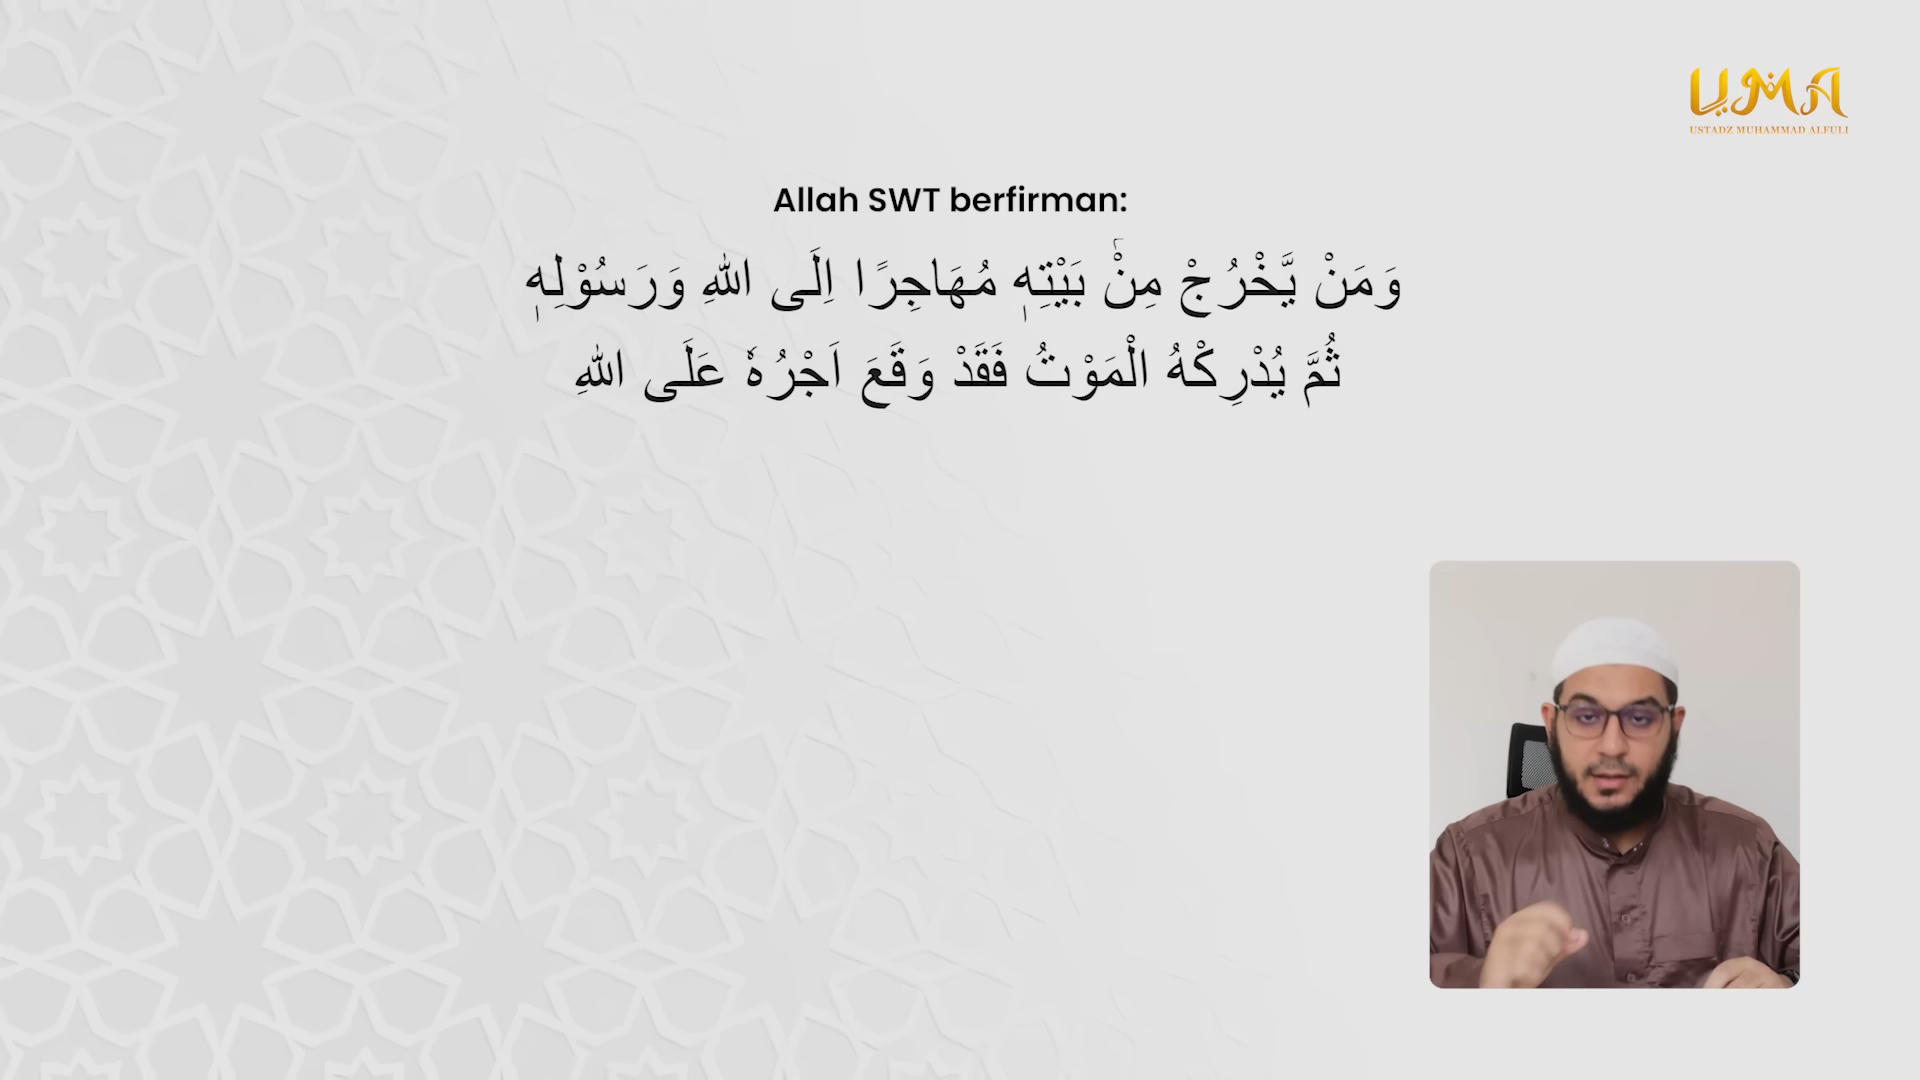 UMA
USTADZ MUHAMMAD ALFULI
Allah SWT berfirman:
وَمَنْ يَّخْرُجْ مِنْۢ بَيْتِهٖ مُهَاجِرًا اِلَى اللّٰهِ وَرَسُوْلِهٖ
ثُمَّ يُدْرِكْهُ الْمَوْتُ فَقَدْ وَقَعَ اَجْرُهٗ عَلَى اللّٰهِ